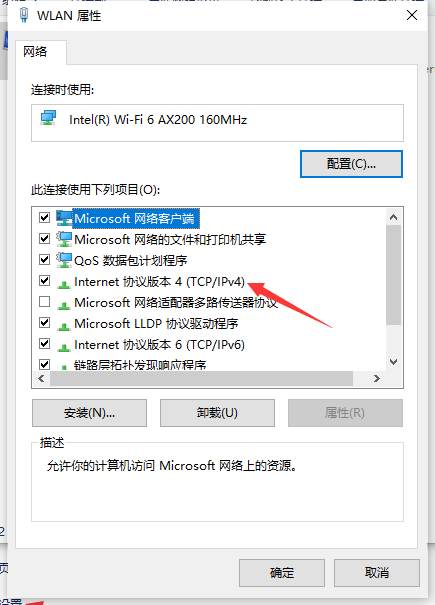 WLAN 属性
网络
连接时使用:
Intel(R) Wi-Fi 6 AX200 160MHz
配置(C)...
此连接使用下列项目(O):
Microsoft 网络客户端
Microsoft 网络的文件和打印机共享
QoS 数据包计划程序
Internet 协议版本 4 (TCP/IPv4)
Microsoft 网络适配器多路传送器协议
Microsoft LLDP 协议驱动程序
Internet 协议版本 6 (TCP/IPv6)
链路层拓扑发现响应程序
安装(N)...
卸载(U)
属性(R)
描述
允许你的计算机访问 Microsoft 网络上的资源。
确定
取消